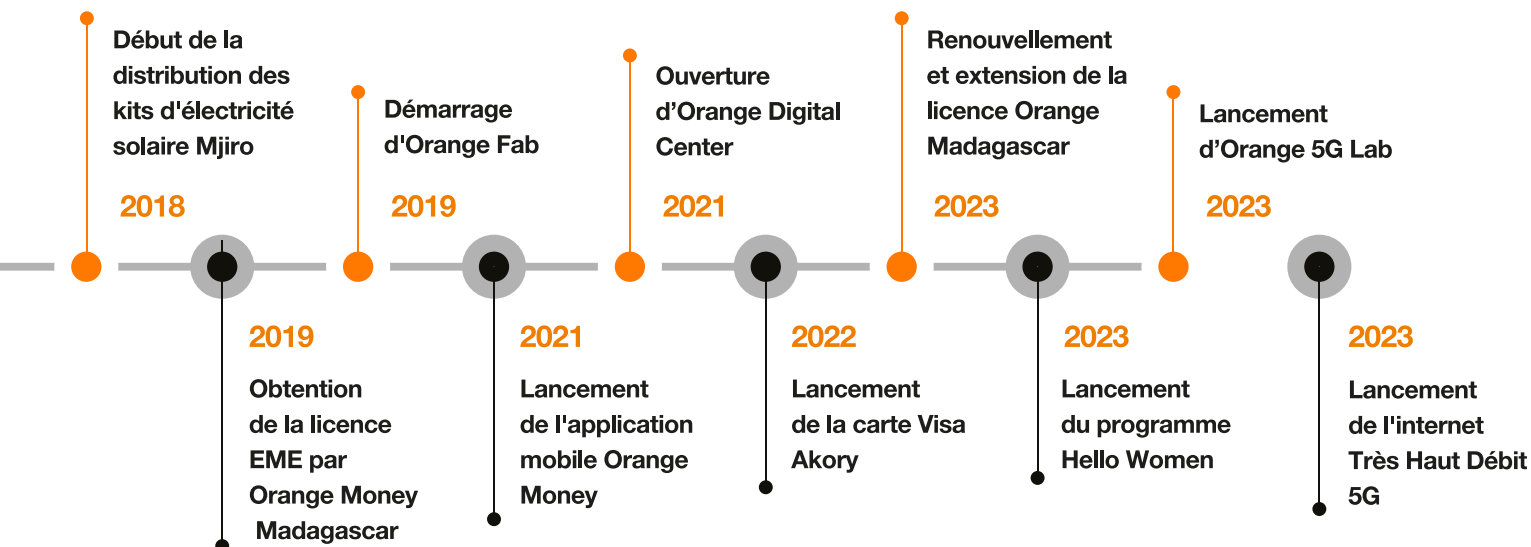 Début de la
distribution des
kits d'électricité
solaire Mjiro
2018
2019
Obtention
de la licence
EME par
Orange Money
Madagascar
Démarrage
d'Orange Fab
2019
2021
Lancement
de l'application
mobile Orange
Money
Ouverture
d’Orange Digital
Center
2021
2022
Lancement
de la carte Visa
Akory
Renouvellement
et extension de la
licence Orange
Madagascar
2023
2023
Lancement
du programme
Hello Women
Lancement
d’Orange 5G Lab
2023
2023
Lancement
de l'internet
Très Haut Débit
5G